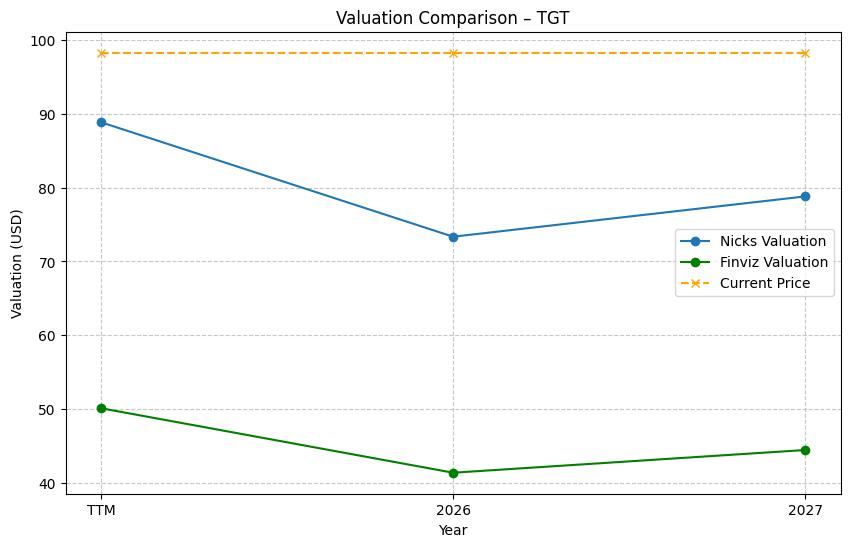 Valuation Comparison – TGT
Valuation (USD)
100
90
80
70
60
50
40
Nicks Valuation
Finviz Valuation
Current Price
TTM
2026
2027
Year